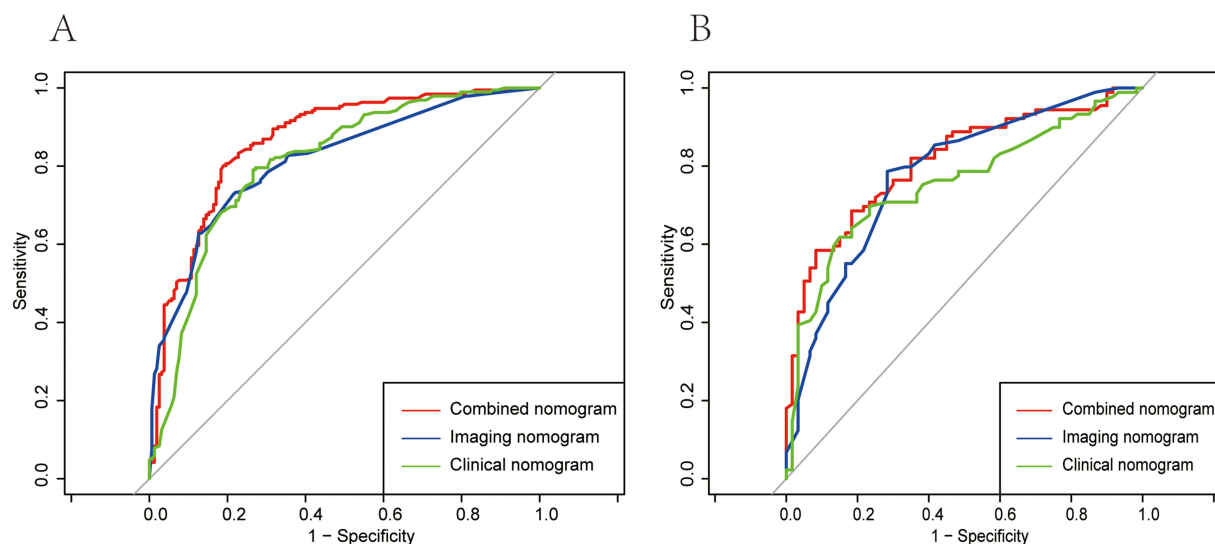 A
Sensitivity
0.0
0.2
0.4
0.6
0.8
1.0
0.0 0.2 0.4 0.6 0.8 1.0
1 − Specificity
Combined nomogram
Imaging nomogram
Clinical nomogram
B
Sensitivity
0.0
0.2
0.4
0.6
0.8
1.0
0.0 0.2 0.4 0.6 0.8 1.0
1 − Specificity
Combined nomogram
Imaging nomogram
Clinical nomogram